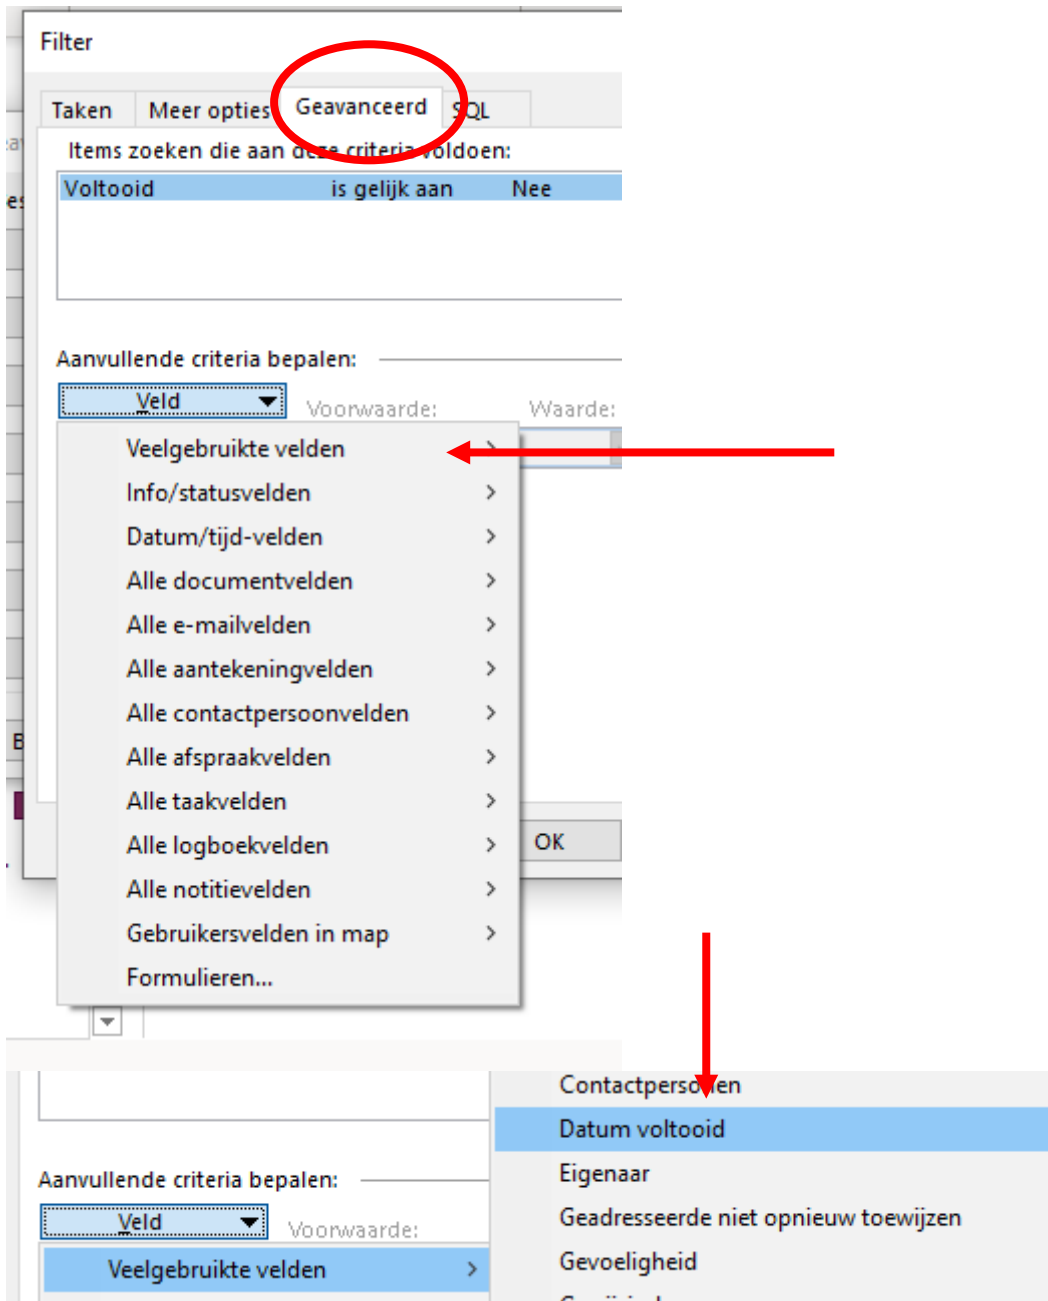 Filter
Taken Meer opties Geavanceerd SQL
Items zoeken die aan deze criteria voldoen:
Voltooid is gelijk aan Nee
Aanvullende criteria bepalen:
Veld Voorwaarde: Waarde:
Veelgebruikte velden
Info/statusvelden
Datum/tijd-velden
Alle documentvelden
Alle e-mailvelden
Alle aantekeningvelden
Alle contactpersoonvelden
Alle afspraakvelden
Alle taakvelden
Alle logboekvelden
OK
Alle notitievelden
Gebruikersvelden in map
Formulieren...
Contactpersonen
Datum voltooid
Aanvullende criteria bepalen:
Eigenaar
Veld Voorwaarde:
Geadresseerde niet opnieuw toewijzen
Veelgebruikte velden
Gevoeligheid